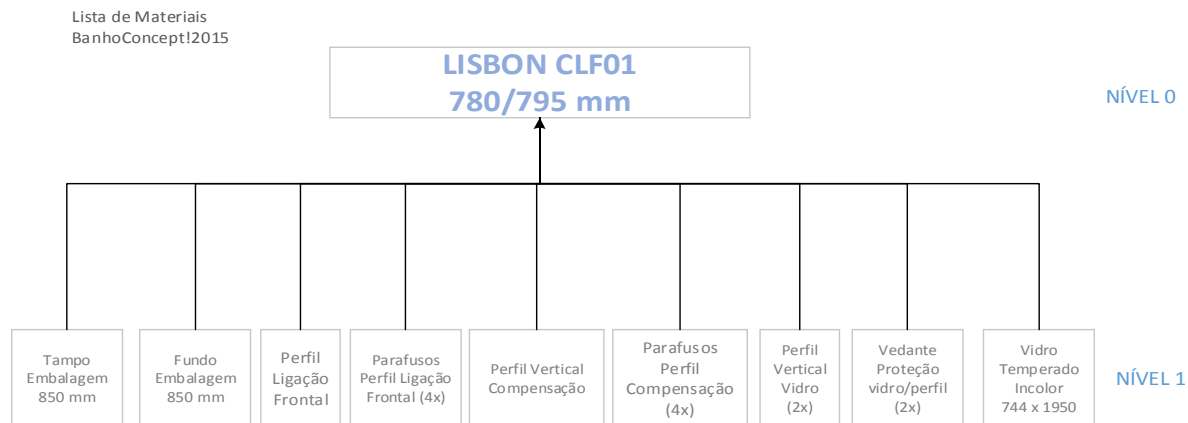 Lista de Materiais
BanhoConcept!2015
LISBON CLF01
780/795 mm
NÍVEL 0
Tampo
Embalagem
850 mm
Fundo
Embalagem
850 mm
Perfil
Ligação
Frontal
Parafusos
Perfil Ligação
Frontal (4x)
Perfil Vertical
Compensação
Parafusos
Perfil
Compensação
(4x)
Perfil
Vertical
Vidro
(2x)
Vedante
Proteção
vidro/perfil
(2x)
Vidro
Temperado
Incolor
744 x 1950
NÍVEL 1